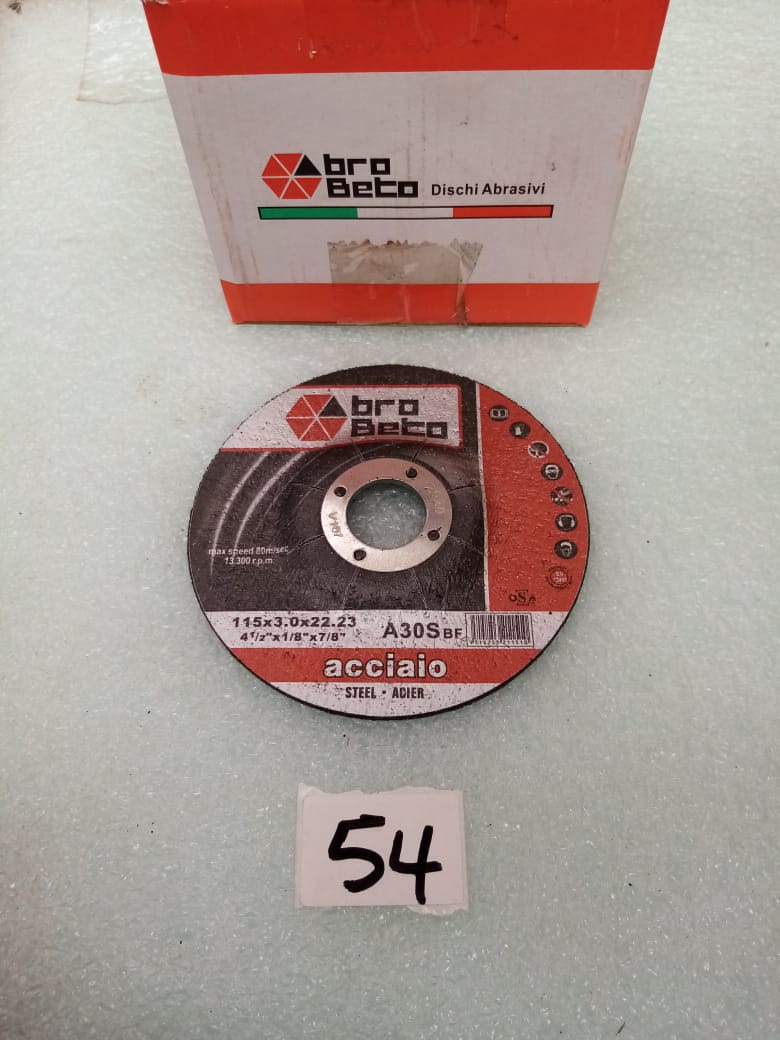 bro
Beto Dischi Abrasivi
bro
Beto
max speed 80m/sec
13.300 r.p.m.
115x3.0x22.23
4 1/2"x1/8"x7/8"
A30S BF
acciaio
STEEL • ACIER
oSA
54